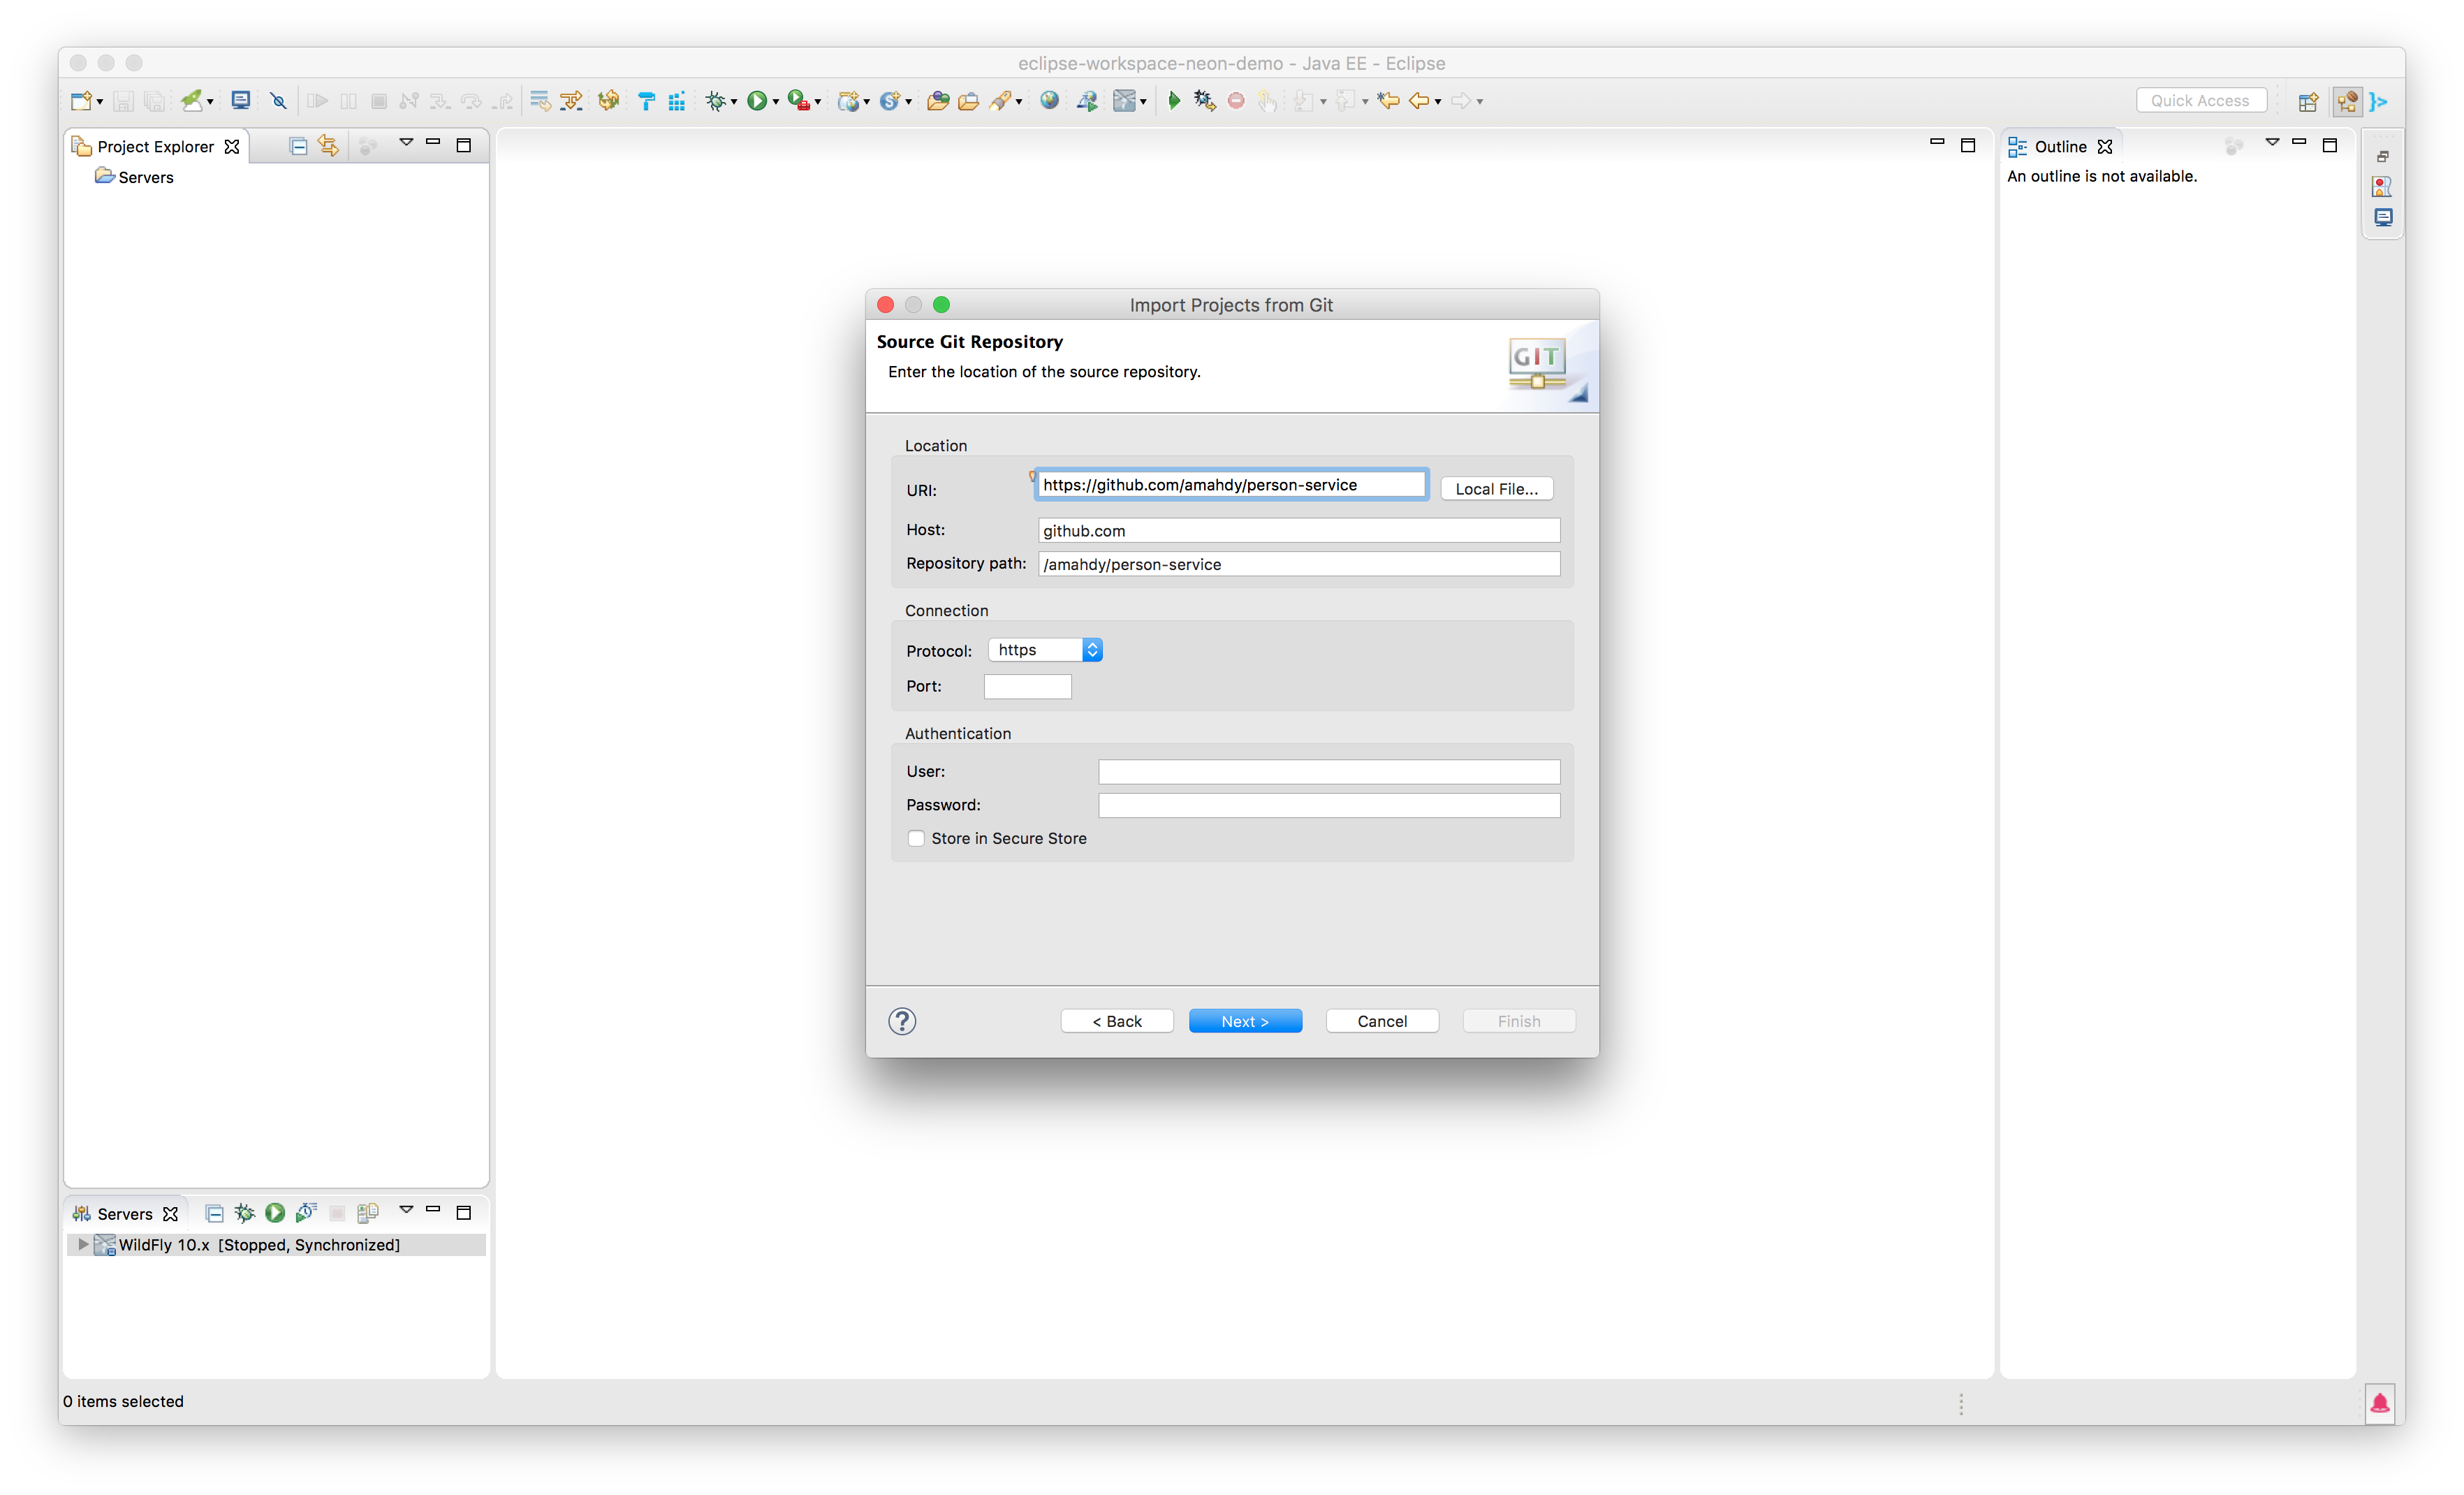 eclipse-workspace-neon-demo - Java EE - Eclipse
Quick Access
Project Explorer
Servers
Outline
An outline is not available.
Import Projects from Git
Source Git Repository
Enter the location of the source repository.
GIT
Location
URI: https://github.com/amahdy/person-service Local File...
Host: github.com
Repository path: /amahdy/person-service
Connection
Protocol: https
Port:
Authentication
User:
Password:
Store in Secure Store
? < Back Next > Cancel Finish
Servers
WildFly 10.x [Stopped, Synchronized]
0 items selected